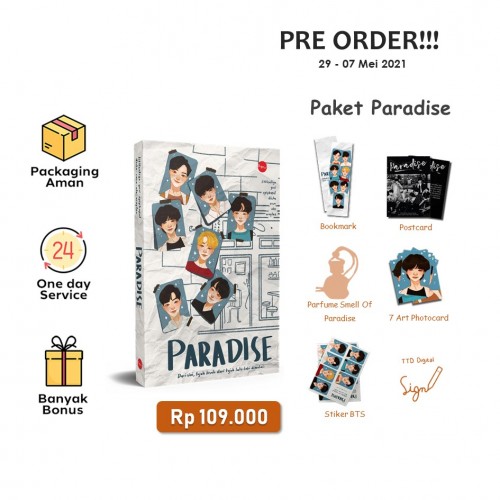 PRE ORDER!!!
29 - 07 Mei 2021
Paket Paradise
Packaging
Aman
24
One day
Service
Banyak
Bonus
PARADISE
PARADISE
Rp 109.000
Bookmark
Paradise
Postcard
Parfume Smell Of
Paradise
7 Art Photocard
Stiker BTS
TTD Digital
Sign